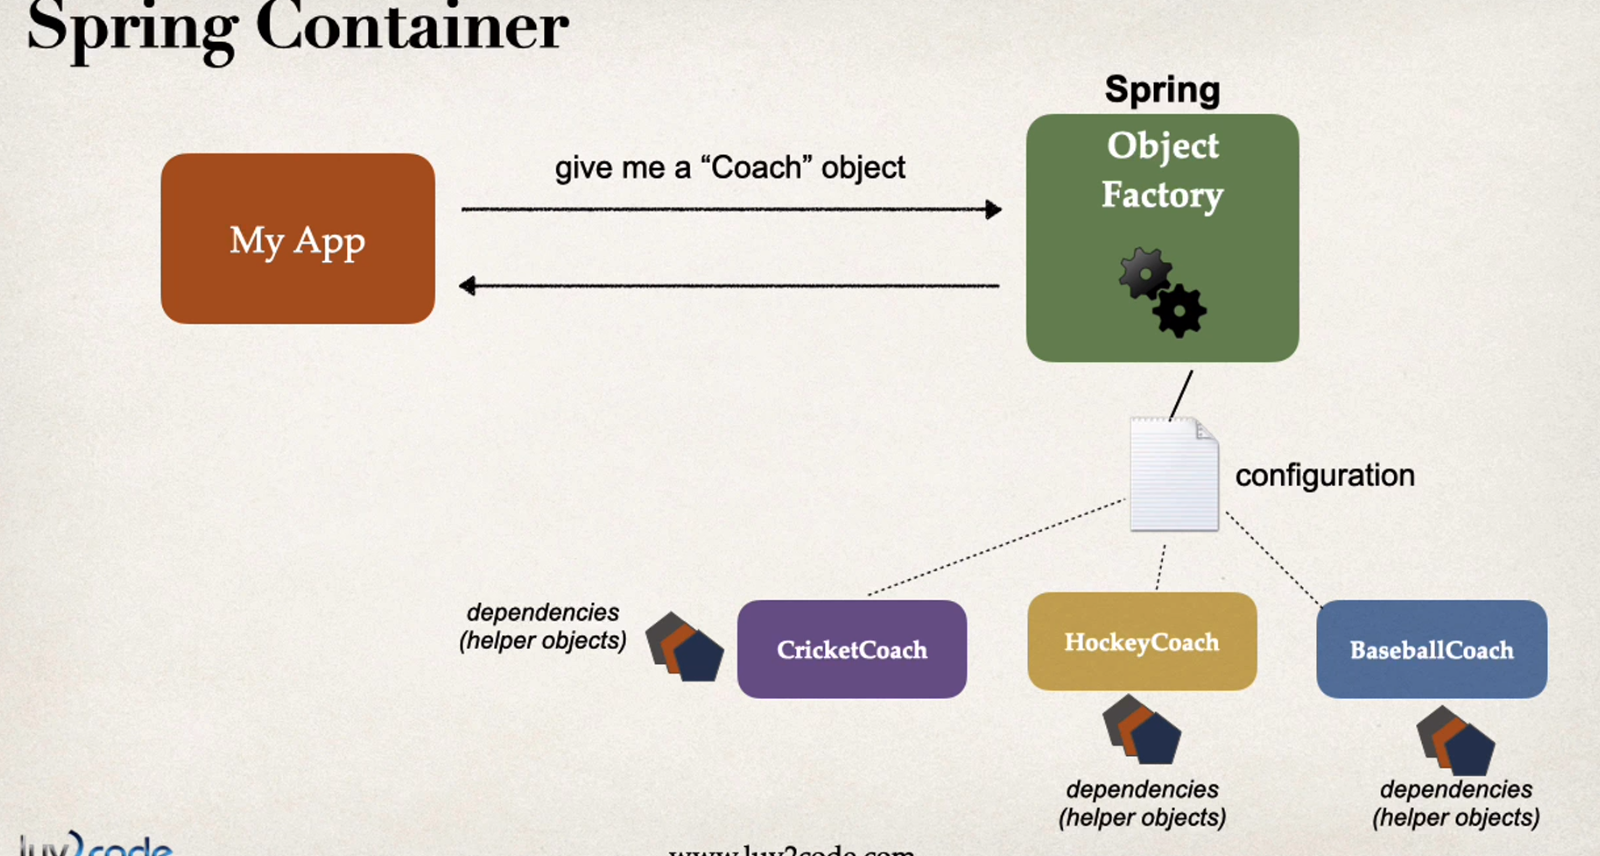 Spring Container
Spring
Object
Factory
give me a “Coach” object
My App
configuration
dependencies
(helper objects)
CricketCoach
HockeyCoach
BaseballCoach
dependencies
(helper objects)
dependencies
(helper objects)
luv2code
www.luv2code.com